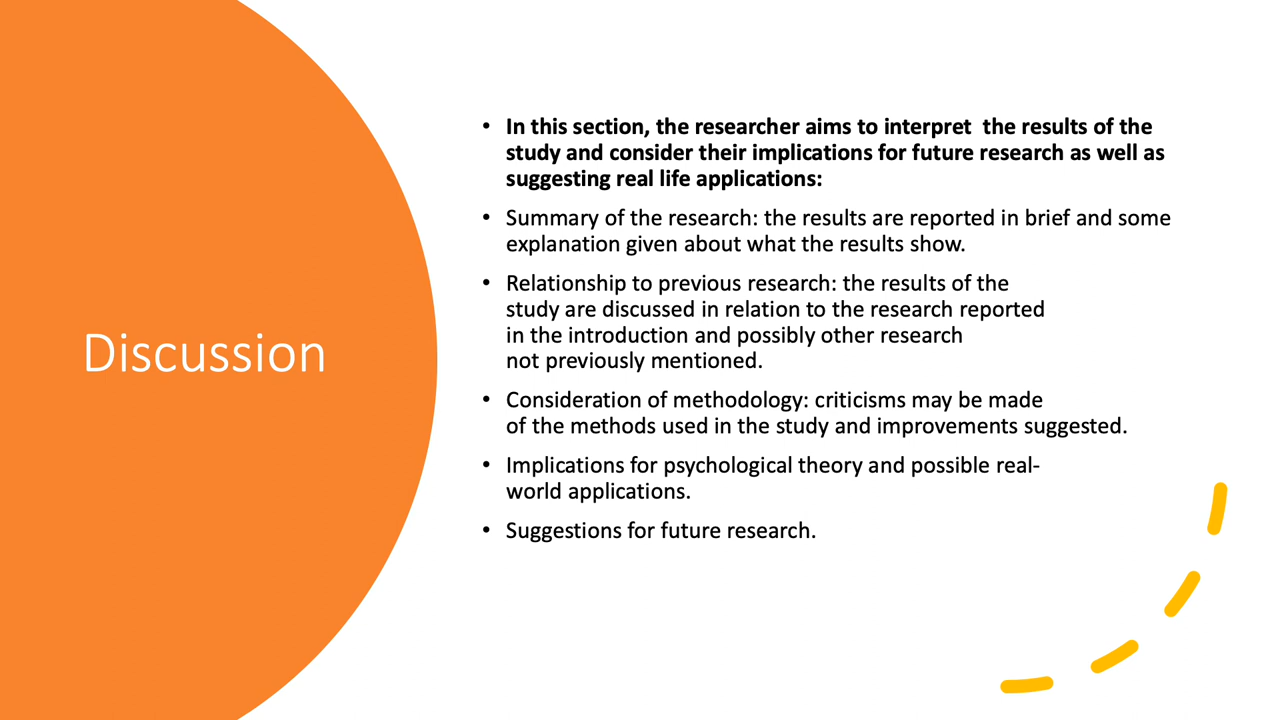 Discussion
• In this section, the researcher aims to interpret  the results of the
study and consider their implications for future research as well as
suggesting real life applications:
• Summary of the research: the results are reported in brief and some
explanation given about what the results show.
• Relationship to previous research: the results of the
study are discussed in relation to the research reported
in the introduction and possibly other research
not previously mentioned.
• Consideration of methodology: criticisms may be made
of the methods used in the study and improvements suggested.
• Implications for psychological theory and possible real-
world applications.
• Suggestions for future research.